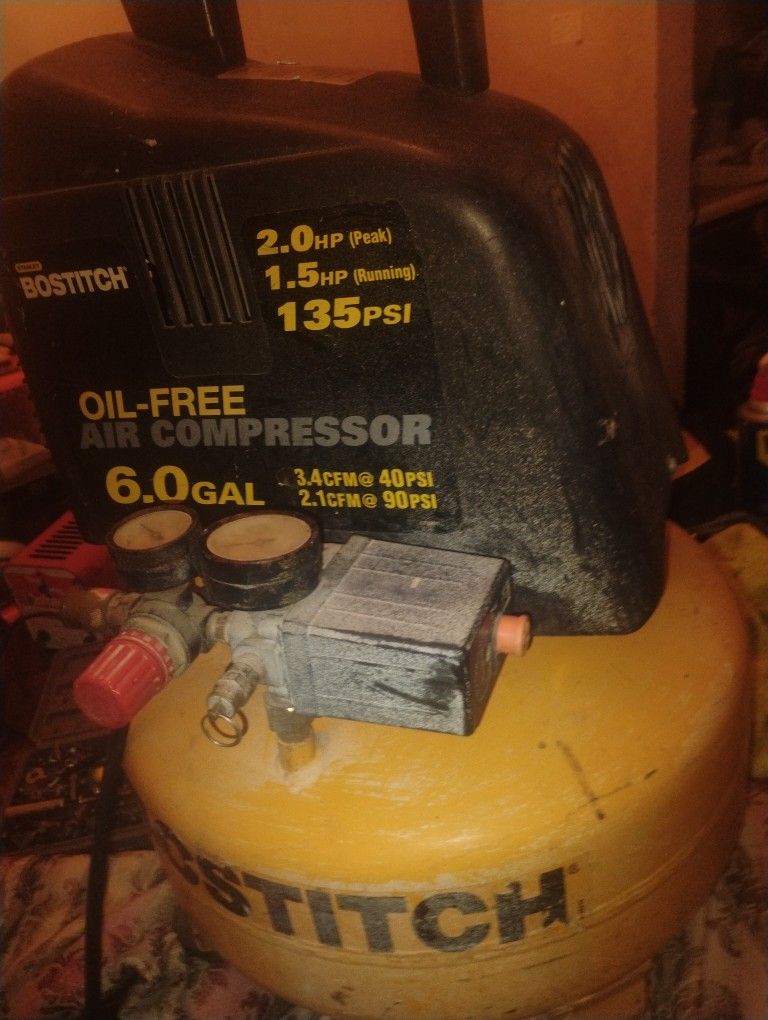 2.0HP (Peak)
1.5HP (Running)
135PSI
STANLEY
BOSTITCH
OIL-FREE
AIR COMPRESSOR
6.0GAL
3.4CFM@ 40PSI
2.1CFM@ 90PSI
OSTITCH®